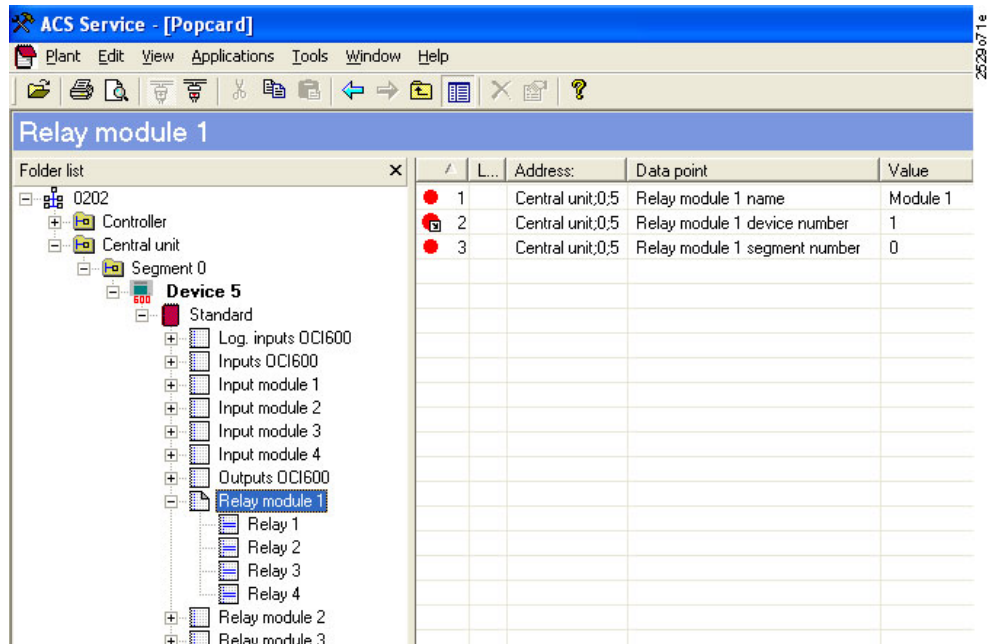 ACS Service - [Popcard]
Plant Edit View Applications Tools Window Help
Relay module 1
Folder list
0202
Controller
Central unit
Segment 0
600
Device 5
Standard
Log. inputs OCI600
Inputs OCI600
Input module 1
Input module 2
Input module 3
Input module 4
Outputs OCI600
Relay module 1
Relay 1
Relay 2
Relay 3
Relay 4
Relay module 2
Relay module 3
L... Address: Data point Value
1 Central unit;0;5 Relay module 1 name Module 1
2 Central unit;0;5 Relay module 1 device number 1
3 Central unit;0;5 Relay module 1 segment number 0
2529o71e